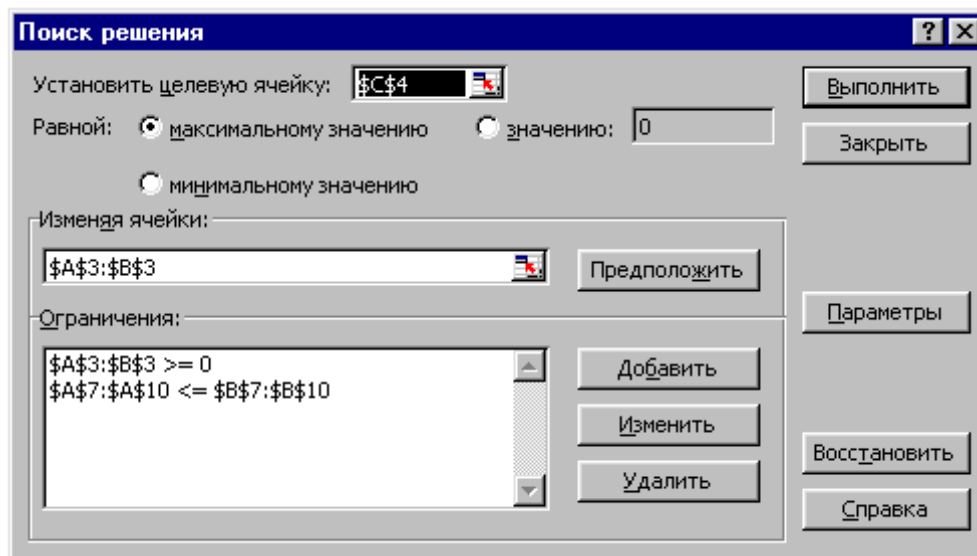 Поиск решения
Установить целевую ячейку: $C$4
Выполнить
Равной: максимальному значению значению: 0
Закрыть
минимальному значению
Изменяя ячейки:
$A$3:$B$3
Предположить
Ограничения:
Параметры
$A$3:$B$3 >= 0
$A$7:$A$10 <= $B$7:$B$10
Добавить
Изменить
Восстановить
Удалить
Справка